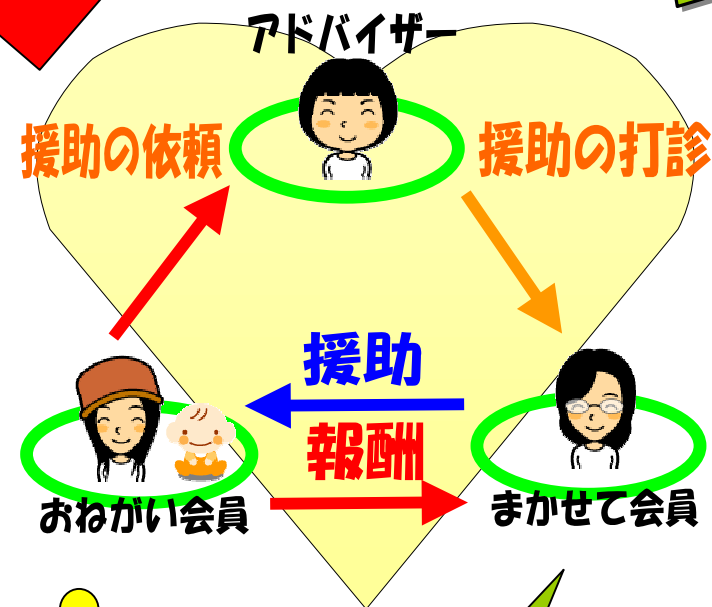 アドバイザー
援助の依頼
援助の打診
援助
報酬
おねがい会員
まかせて会員